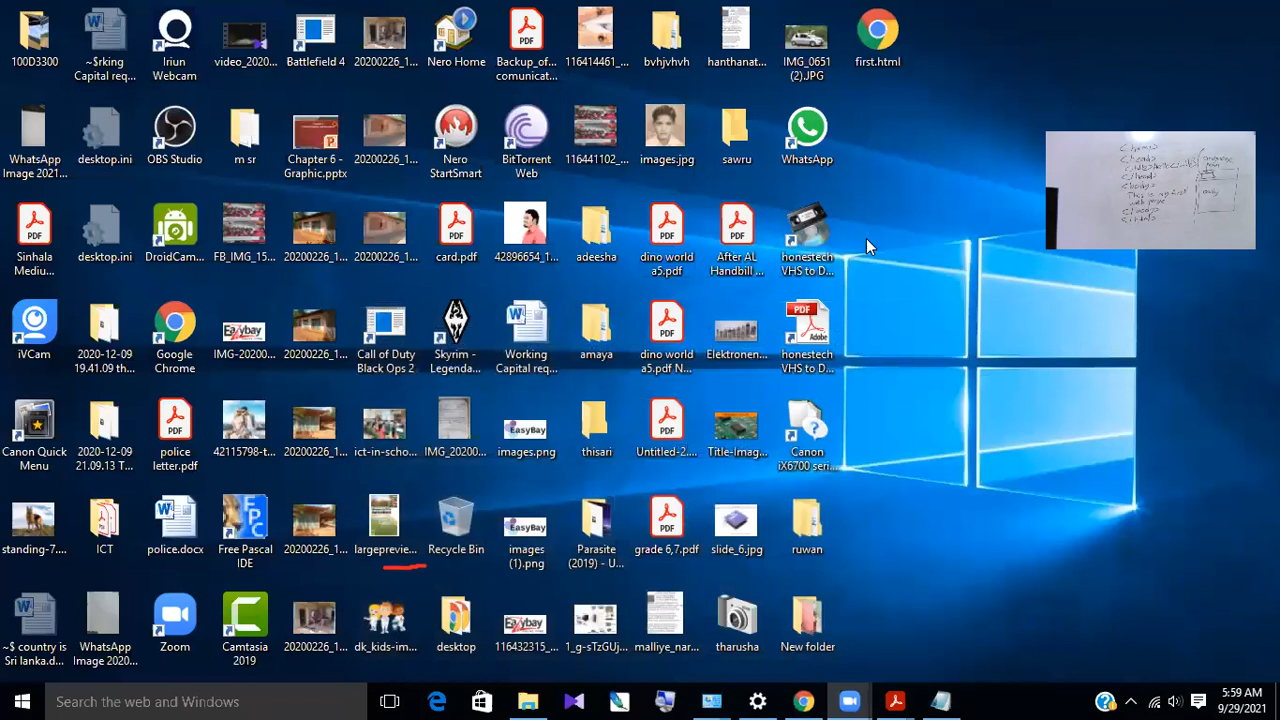 100D3300
~$rking
Capital req...
Iriun
Webcam
video_2020...
Battlefield 4
20200226_1...
Nero Home
Backup_of...
comunicat...
116414461_...
bvhjvhvh
hanthanat...
IMG_0651
(2).JPG
first.html
WhatsApp
Image 2021...
desktop.ini
OBS Studio
m sr
Chapter 6 -
Graphic.pptx
20200226_1...
Nero
StartSmart
BitTorrent
Web
116441102_...
images.jpg
sawru
WhatsApp
Sinhala
Mediu...
desktop.ini
DroidCam...
FB_IMG_15...
20200226_1...
20200226_1...
card.pdf
42896654_1...
adeesha
dino world
a5.pdf
After AL
Handbill ...
honestech
VHS to D...
iVCam
2020-12-09
19.41.09 th...
Google
Chrome
Eazybay
IMG-20200...
20200226_1...
Call of Duty
Black Ops 2
Skyrim -
Legenda...
Working
Capital req...
amaya
dino world
a5.pdf N...
Elektronen...
PDF
Adobe
honestech
VHS to D...
Canon Quick
Menu
2020-12-09
21.09.13 T...
PDF
police
letter.pdf
42115798-t...
20200226_1...
ict-in-scho...
IMG_20200...
EasyBay
images.png
thisari
Untitled-2....
Title-Imag...
Canon
iX6700 seri...
standing-7....
ICT
police.docx
Free Pascal
IDE
20200226_1...
largeprevie...
Recycle Bin
EasyBay
images
(1).png
Parasite
(2019) - U...
grade 6,7.pdf
slide_6.jpg
ruwan
~$ country is
Sri lanka.d...
WhatsApp
Image 2020...
Zoom
Camtasia
2019
20200226_1...
dk_kids-im...
desktop
Eazybay
116432315_...
1_g-sTzGUj...
malliye_nar...
tharusha
New folder
Search the web and Windows
5:59 AM
9/29/2021